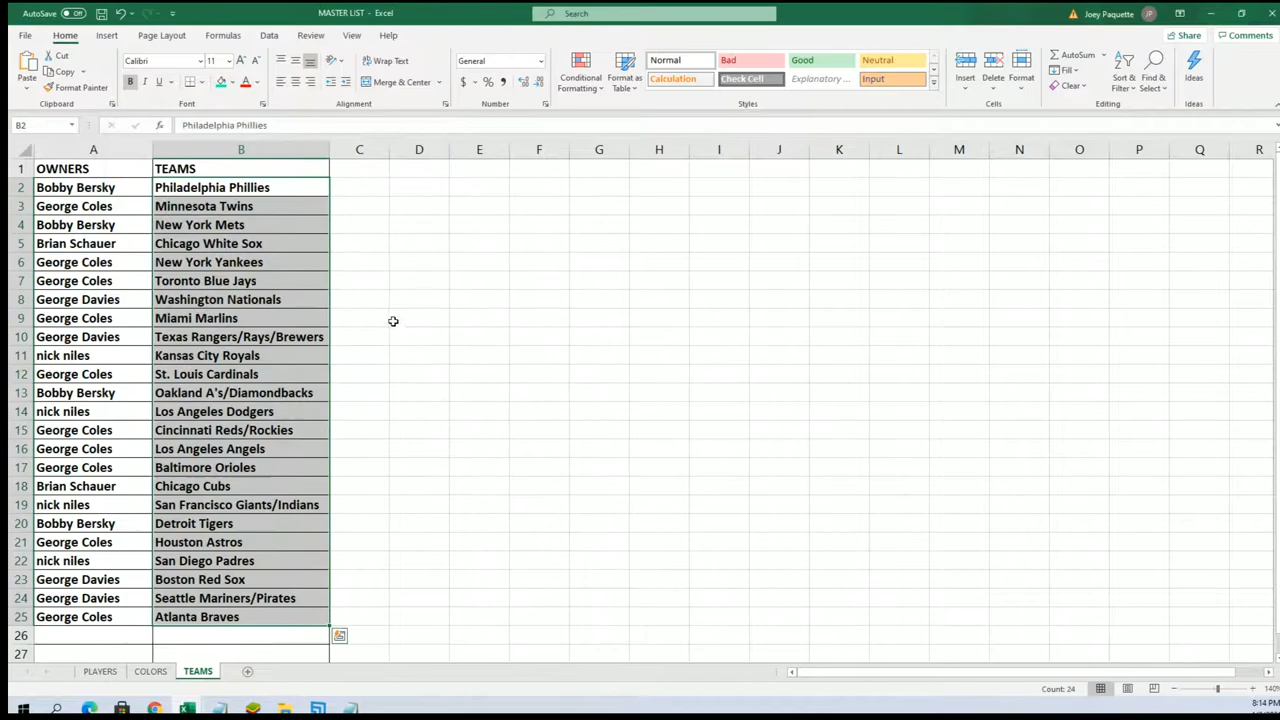 AutoSave Off MASTER LIST - Excel Search Joey Paquette JP
File Home Insert Page Layout Formulas Data Review View Help Share Comments
Paste Cut Copy Format Painter Calibri 11 Wrap Text General Conditional Formatting Format as Table Normal Bad Good Neutral Insert Delete Format AutoSum Sort & Filter Find & Select Ideas
B I U Merge & Center $ % Calculation Check Cell Explanatory ... Input Fill Clear
Clipboard Font Alignment Number Styles Cells Editing Ideas
B2 fx Philadelphia Phillies
A B C D E F G H I J K L M N O P Q R
1 OWNERS TEAMS
2 Bobby Bersky Philadelphia Phillies
3 George Coles Minnesota Twins
4 Bobby Bersky New York Mets
5 Brian Schauer Chicago White Sox
6 George Coles New York Yankees
7 George Coles Toronto Blue Jays
8 George Davies Washington Nationals
9 George Coles Miami Marlins
10 George Davies Texas Rangers/Rays/Brewers
11 nick niles Kansas City Royals
12 George Coles St. Louis Cardinals
13 Bobby Bersky Oakland A's/Diamondbacks
14 nick niles Los Angeles Dodgers
15 George Coles Cincinnati Reds/Rockies
16 George Coles Los Angeles Angels
17 George Coles Baltimore Orioles
18 Brian Schauer Chicago Cubs
19 nick niles San Francisco Giants/Indians
20 Bobby Bersky Detroit Tigers
21 George Coles Houston Astros
22 nick niles San Diego Padres
23 George Davies Boston Red Sox
24 George Davies Seattle Mariners/Pirates
25 George Coles Atlanta Braves
26
27
PLAYERS COLORS TEAMS
Count: 24 140%
8:14 PM